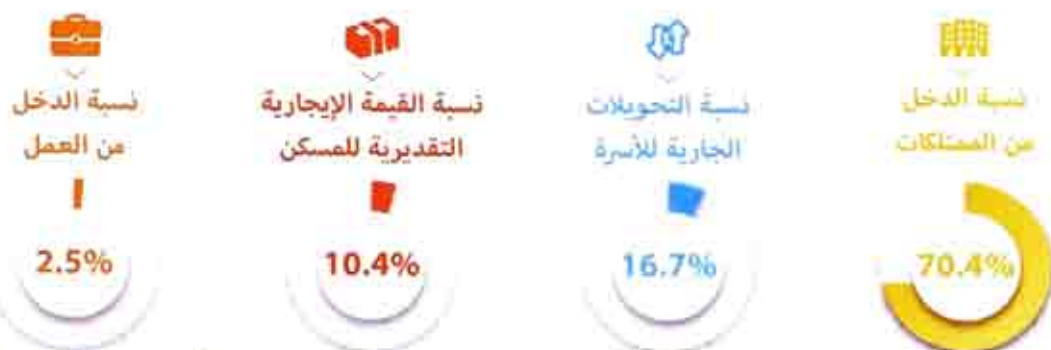 نسبة الدخل
من الممتلكات
70.4%
نسبة التحويلات
الجارية للأسرة
16.7%
نسبة القيمة الإيجارية
التقديرية للمسكن
10.4%
نسبة الدخل
من العمل
2.5%